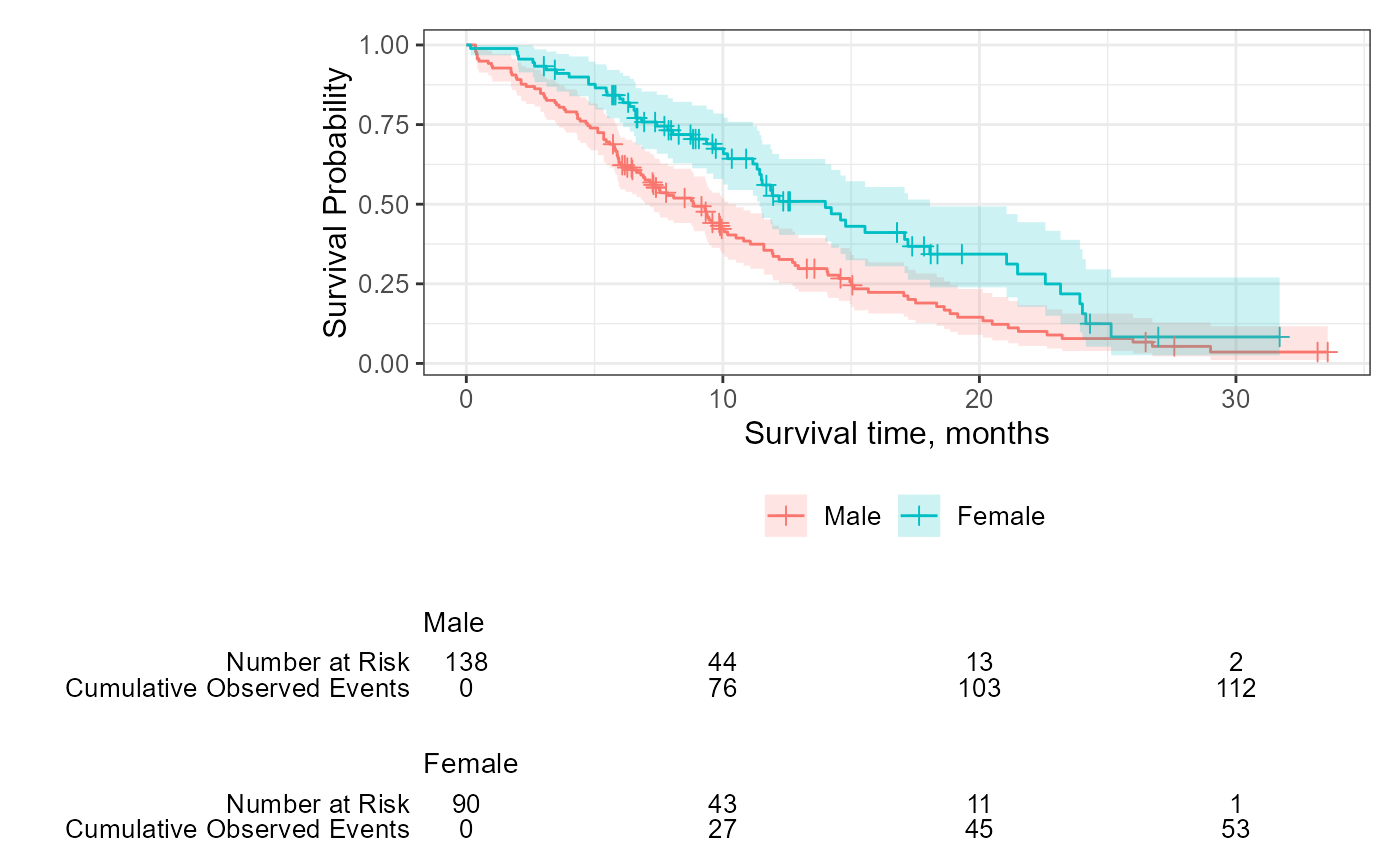 Survival Probability
1.00
0.75
0.50
0.25
0.00
0 10 20 30
Survival time, months
Male Female
Male
Number at Risk 138 44 13 2
Cumulative Observed Events 0 76 103 112
Female
Number at Risk 90 43 11 1
Cumulative Observed Events 0 27 45 53